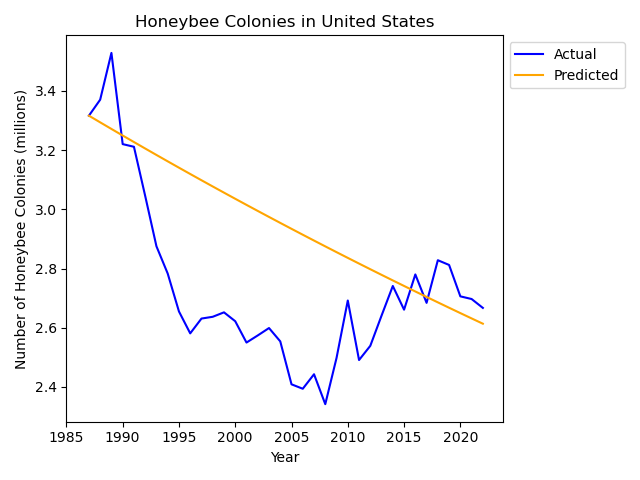 Honeybee Colonies in United States
Actual
Predicted
Number of Honeybee Colonies (millions)
3.4
3.2
3.0
2.8
2.6
2.4
1985 1990 1995 2000 2005 2010 2015 2020
Year